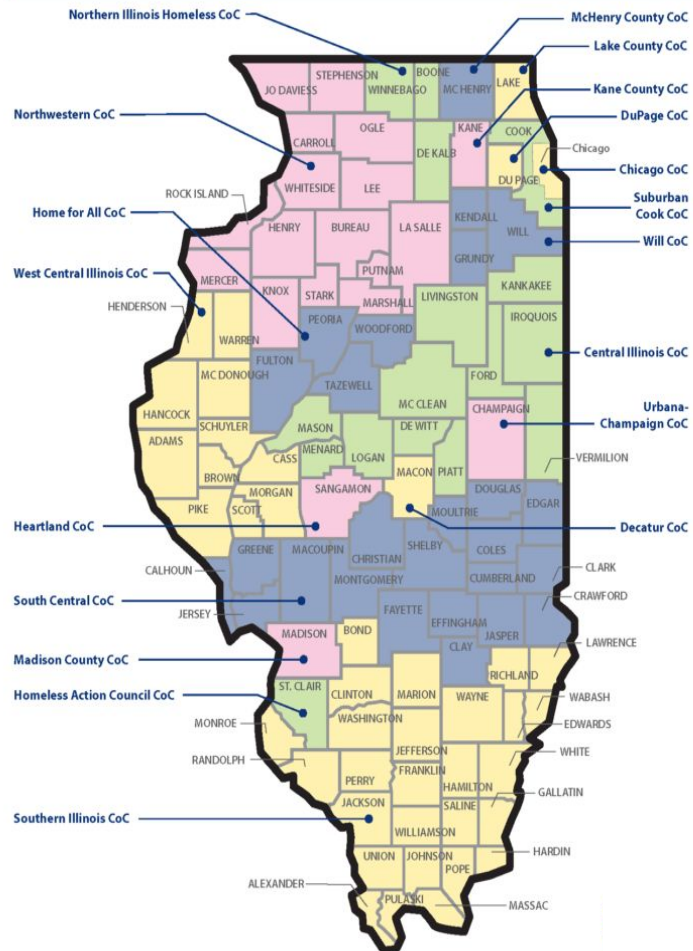 Northern Illinois Homeless CoC
McHenry County CoC
Lake County CoC
Kane County CoC
DuPage CoC
Chicago
Chicago CoC
Suburban
Cook CoC
Will CoC
Northwestern CoC
Home for All CoC
West Central Illinois CoC
Central Illinois CoC
Urbana-
Champaign CoC
Heartland CoC
Decatur CoC
South Central CoC
Madison County CoC
Homeless Action Council CoC
Southern Illinois CoC
JO DAVIESS
STEPHENSON
WINNEBAGO
BOONE
MC HENRY
LAKE
CARROLL
OGLE
DE KALB
KANE
COOK
DU PAGE
WHITESIDE
LEE
ROCK ISLAND
HENRY
BUREAU
LA SALLE
KENDALL
WILL
GRUNDY
PUTNAM
MERCER
KNOX
STARK
MARSHALL
LIVINGSTON
KANKAKEE
HENDERSON
WARREN
PEORIA
WOODFORD
IROQUOIS
FULTON
TAZEWELL
FORD
MC DONOUGH
HANCOCK
MC CLEAN
CHAMPAIGN
SCHUYLER
MASON
DE WITT
ADAMS
MENARD
LOGAN
VERMILION
CASS
MACON
PIATT
BROWN
MORGAN
SANGAMON
DOUGLAS
EDGAR
PIKE
SCOTT
MOULTRIE
GREENE
MACOUPIN
CHRISTIAN
SHELBY
COLES
CALHOUN
MONTGOMERY
CUMBERLAND
CLARK
CRAWFORD
JERSEY
FAYETTE
EFFINGHAM
JASPER
MADISON
BOND
CLAY
LAWRENCE
RICHLAND
ST. CLAIR
CLINTON
MARION
WAYNE
WABASH
MONROE
WASHINGTON
EDWARDS
JEFFERSON
WHITE
RANDOLPH
PERRY
FRANKLIN
HAMILTON
GALLATIN
JACKSON
SALINE
WILLIAMSON
UNION
JOHNSON
POPE
HARDIN
ALEXANDER
PULASKI
MASSAC